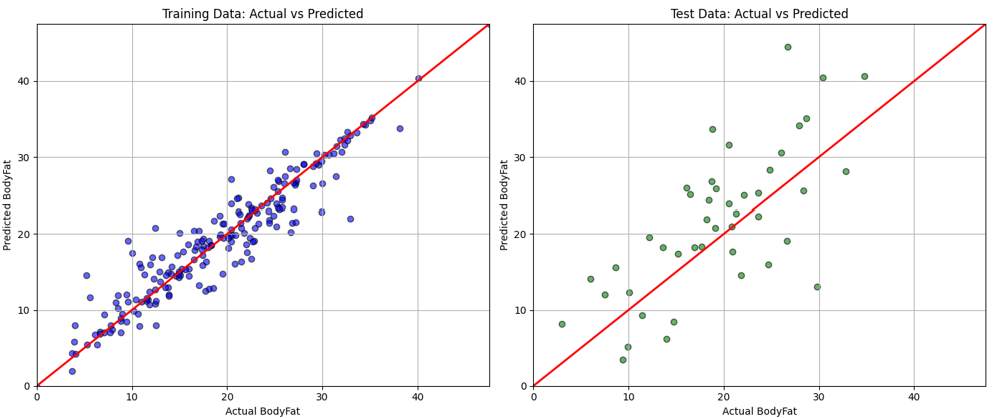 Training Data: Actual vs Predicted
Predicted BodyFat
40
30
20
10
0
0 10 20 30 40
Actual BodyFat
Test Data: Actual vs Predicted
Predicted BodyFat
40
30
20
10
0
0 10 20 30 40
Actual BodyFat